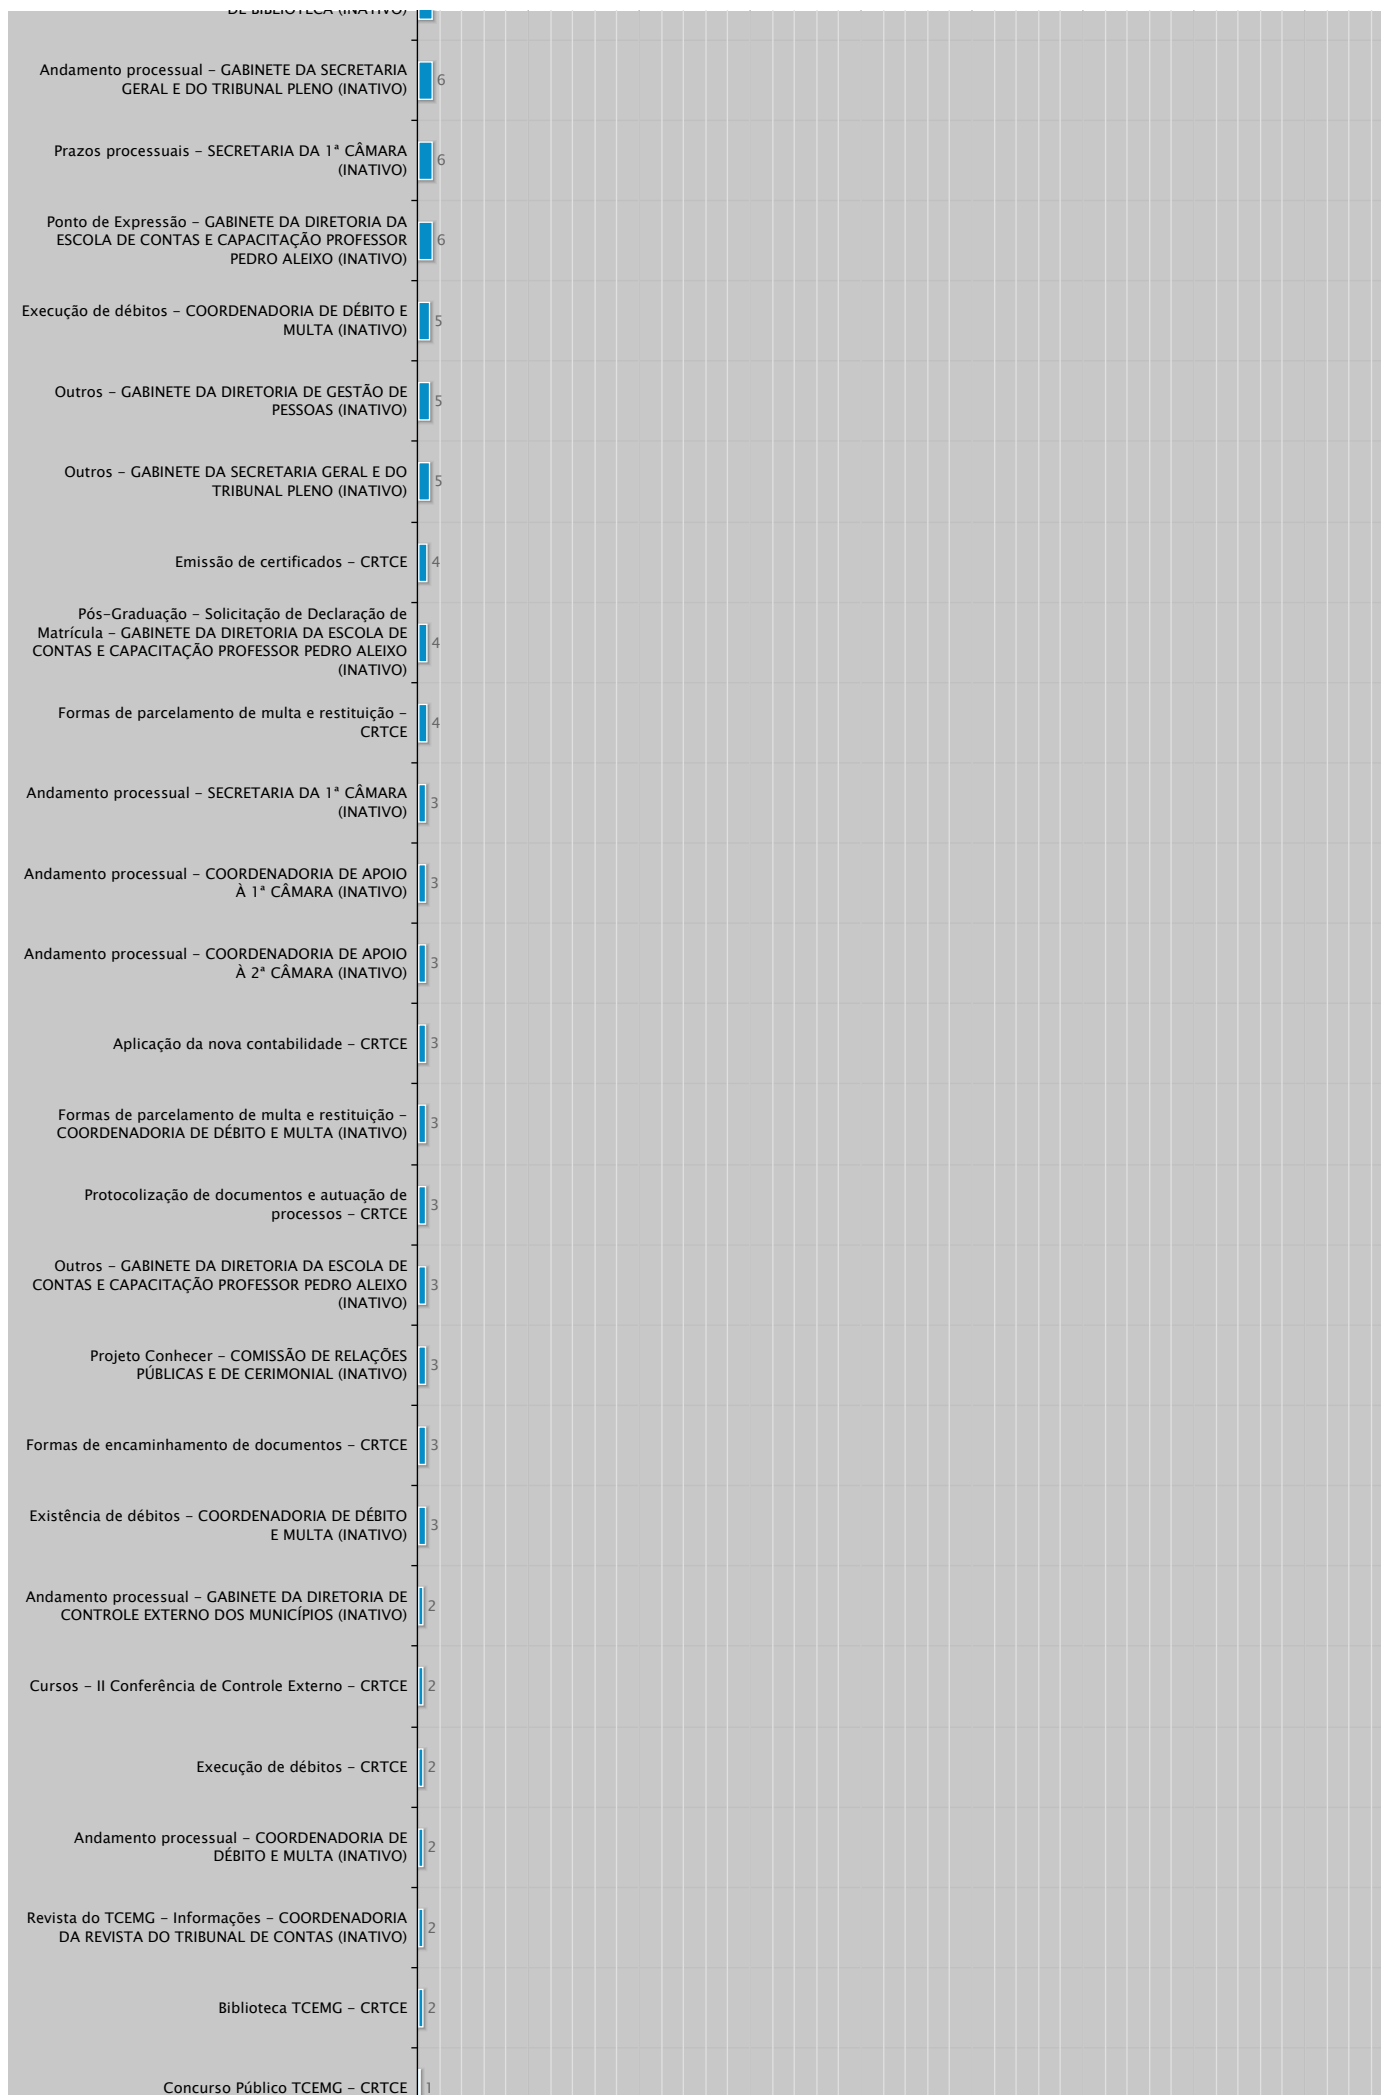 DE BIBLIOTECA (INATIVO)
Andamento processual – GABINETE DA SECRETARIA
GERAL E DO TRIBUNAL PLENO (INATIVO)
6
Prazos processuais – SECRETARIA DA 1ª CÂMARA
(INATIVO)
6
Ponto de Expressão – GABINETE DA DIRETORIA DA
ESCOLA DE CONTAS E CAPACITAÇÃO PROFESSOR
PEDRO ALEIXO (INATIVO)
6
Execução de débitos – COORDENADORIA DE DÉBITO E
MULTA (INATIVO)
5
Outros – GABINETE DA DIRETORIA DE GESTÃO DE
PESSOAS (INATIVO)
5
Outros – GABINETE DA SECRETARIA GERAL E DO
TRIBUNAL PLENO (INATIVO)
5
Emissão de certificados – CRTCE
4
Pós–Graduação – Solicitação de Declaração de
Matrícula – GABINETE DA DIRETORIA DA ESCOLA DE
CONTAS E CAPACITAÇÃO PROFESSOR PEDRO ALEIXO
(INATIVO)
4
Formas de parcelamento de multa e restituição –
CRTCE
4
Andamento processual – SECRETARIA DA 1ª CÂMARA
(INATIVO)
3
Andamento processual – COORDENADORIA DE APOIO
À 1ª CÂMARA (INATIVO)
3
Andamento processual – COORDENADORIA DE APOIO
À 2ª CÂMARA (INATIVO)
3
Aplicação da nova contabilidade – CRTCE
3
Formas de parcelamento de multa e restituição –
COORDENADORIA DE DÉBITO E MULTA (INATIVO)
3
Protocolização de documentos e autuação de
processos – CRTCE
3
Outros – GABINETE DA DIRETORIA DA ESCOLA DE
CONTAS E CAPACITAÇÃO PROFESSOR PEDRO ALEIXO
(INATIVO)
3
Projeto Conhecer – COMISSÃO DE RELAÇÕES
PÚBLICAS E DE CERIMONIAL (INATIVO)
3
Formas de encaminhamento de documentos – CRTCE
3
Existência de débitos – COORDENADORIA DE DÉBITO
E MULTA (INATIVO)
3
Andamento processual – GABINETE DA DIRETORIA DE
CONTROLE EXTERNO DOS MUNICÍPIOS (INATIVO)
2
Cursos – II Conferência de Controle Externo – CRTCE
2
Execução de débitos – CRTCE
2
Andamento processual – COORDENADORIA DE
DÉBITO E MULTA (INATIVO)
2
Revista do TCEMG – Informações – COORDENADORIA
DA REVISTA DO TRIBUNAL DE CONTAS (INATIVO)
2
Biblioteca TCEMG – CRTCE
2
Concurso Público TCEMG – CRTCE
1